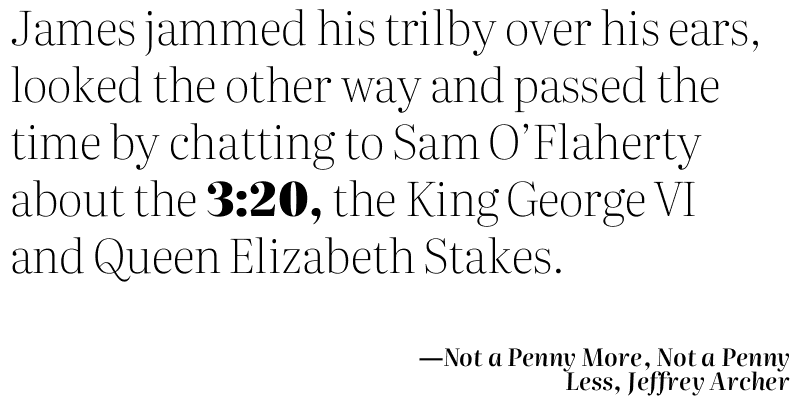 James jammed his trilby over his ears,
looked the other way and passed the
time by chatting to Sam O’Flaherty
about the 3:20, the King George VI
and Queen Elizabeth Stakes.
—Not a Penny More, Not a Penny
Less, Jeffrey Archer